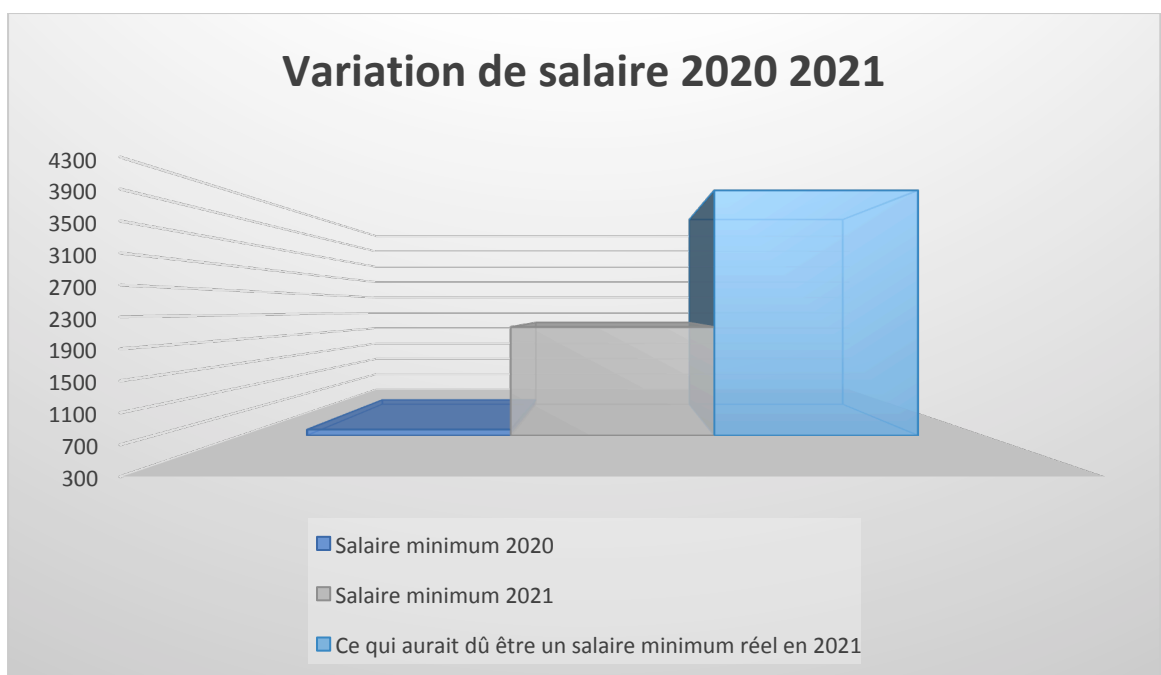 Variation de salaire 2020 2021
4300
3900
3500
3100
2700
2300
1900
1500
1100
700
300
Salaire minimum 2020
Salaire minimum 2021
Ce qui aurait dû être un salaire minimum réel en 2021